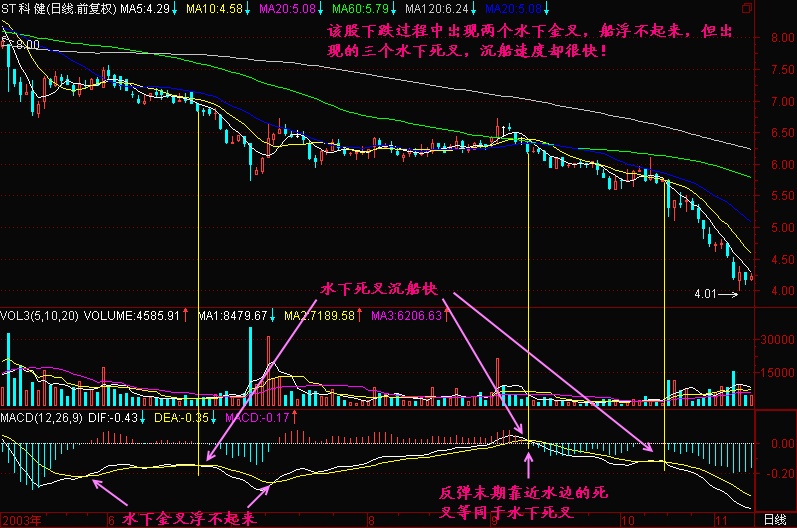 ST科健(日线.前复权) MA5:4.29↓ MA10:4.58↓ MA20:5.08↓ MA60:5.79↓ MA120:6.24↓ MA20:5.08↓
该股下跌过程中出现两个水下金叉，船浮不起来，但出
现的三个水下死叉，沉船速度却很快！
8.00
8.00
7.50
7.00
6.50
6.00
5.50
5.00
4.50
4.00
4.01→
水下死叉沉船快
VOL3(5,10,20) VOLUME:4585.91↑ MA1:8479.67↓ MA2:7189.58↑ MA3:6206.63↑
30000
15000
MACD(12,26,9) DIF:-0.43↓ DEA:-0.35↓ MACD:-0.17↑
0.00
-0.20
反弹末期靠近水边的死
叉等同于水下死叉
水下金叉浮不起来
2003年 6 8 9 10 11 日线